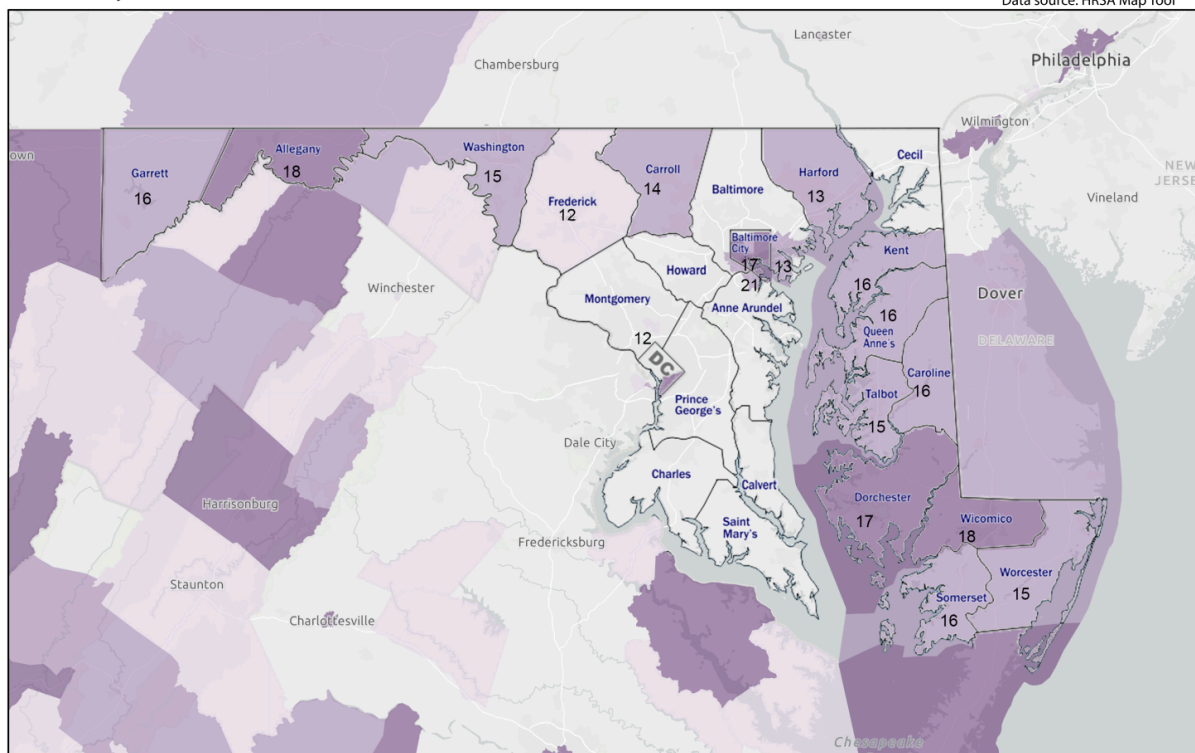 Data source: HRSA Map Tool
Lancaster
Chambersburg
Philadelphia
Wilmington
own
Garrett
16
Allegany
18
Washington
15
Frederick
12
Carroll
14
Baltimore
Harford
13
Cecil
NEW
JERSE
Vineland
Baltimore
City
17
13
21
Kent
16
Howard
Winchester
Montgomery
12
Anne Arundel
16
Queen
Anne's
Dover
DELAWARE
DC
Caroline
16
Talbot
15
Prince
George's
Dale City
Charles
Calvert
Dorchester
17
Harrisonburg
Saint
Mary's
Wicomico
18
Fredericksburg
Worcester
15
Staunton
Somerset
16
Charlottesville
Chesapeake